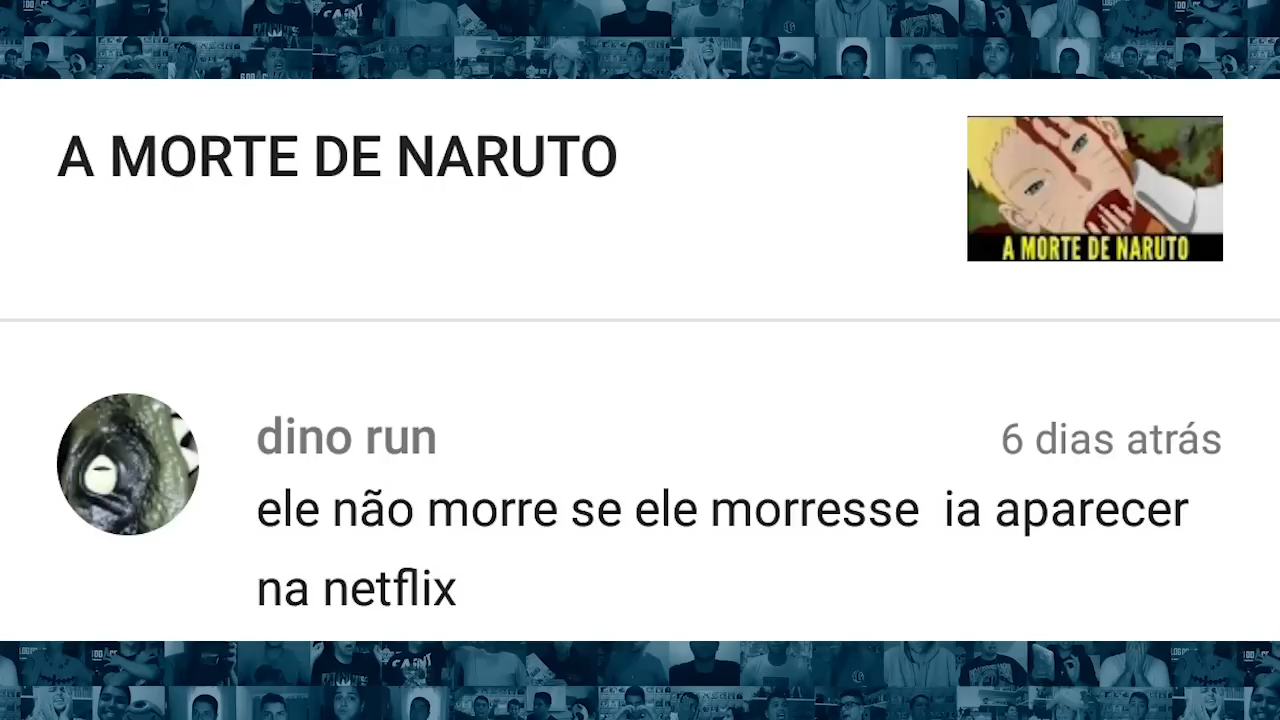 A MORTE DE NARUTO
A MORTE DE NARUTO
dino run
6 dias atrás
ele não morre se ele morresse  ia aparecer
na netflix